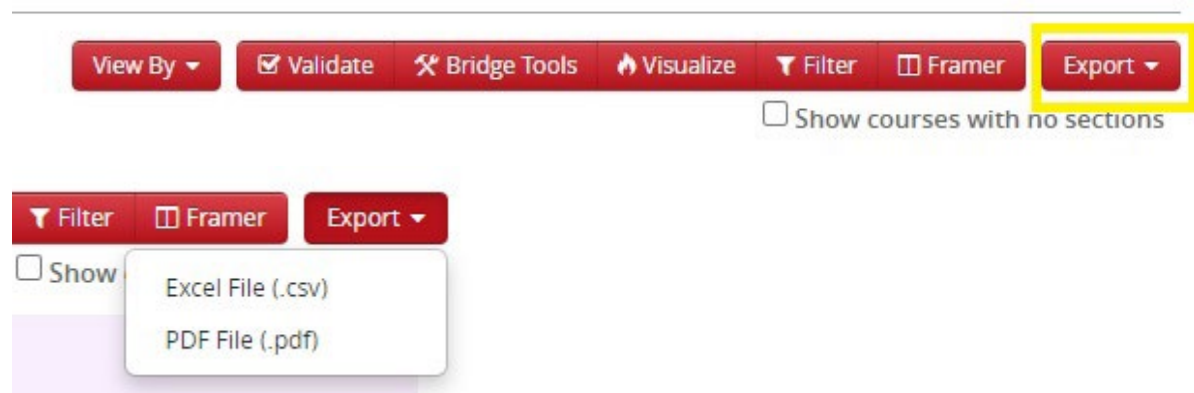 View By Validate Bridge Tools Visualize Filter Framer Export
Show courses with no sections
Filter Framer Export
Show
Excel File (.csv)
PDF File (.pdf)